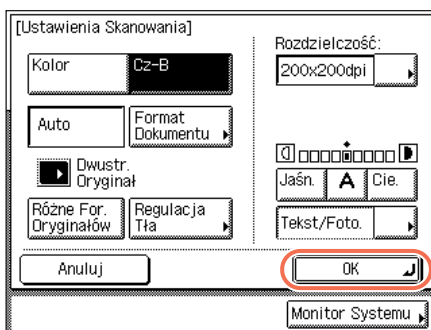 [Ustawienia Skanowania]
Kolor
Cz-B
Auto
Format
Dokumentu
Dwustr.
Oryginał
Różne For.
Oryginałów
Regulacja
Tła
Rozdzielczość:
200x200dpi
Jaśn.
A
Cie.
Tekst/Foto.
Anuluj
OK
Monitor Systemu